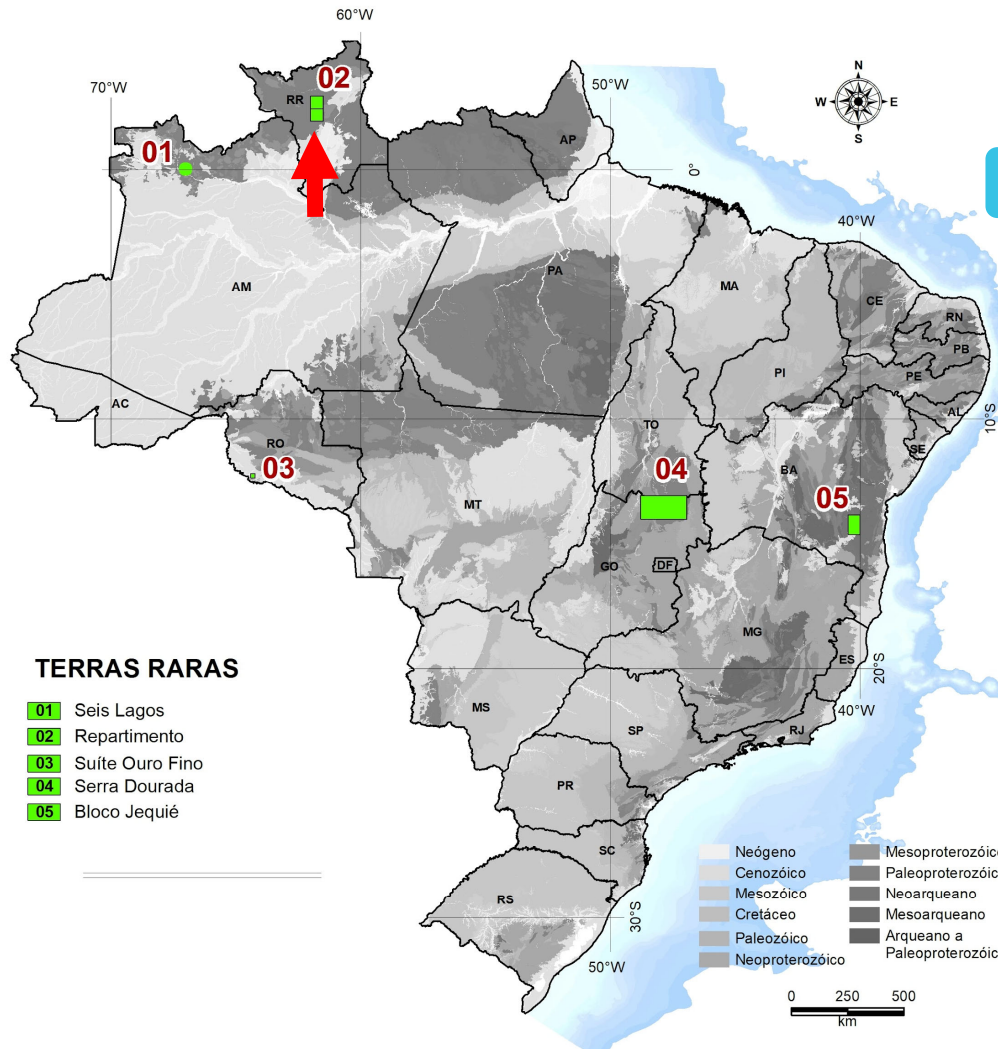 60°W
02
70°W
RR
50°W
N
W
E
S
01
AP
0°
40°W
AM
PA
MA
CE
RN
PB
PI
PE
AC
AL
10°S
TO
SE
RO
03
04
BA
05
MT
GO
DF
MG
ES
20°S
TERRAS RARAS
01 Seis Lagos
02 Repartimento
03 Suíte Ouro Fino
04 Serra Dourada
05 Bloco Jequié
MS
SP
40°W
RJ
PR
SC
RS
30°S
50°W
Neógeno
Cenozóico
Mesozóico
Cretáceo
Paleozóico
Neoproterozóico
Mesoproterozóic
Paleoproterozóic
Neoarqueano
Mesoarqueano
Arqueano a
Paleoproterozóic
0 250 500
km